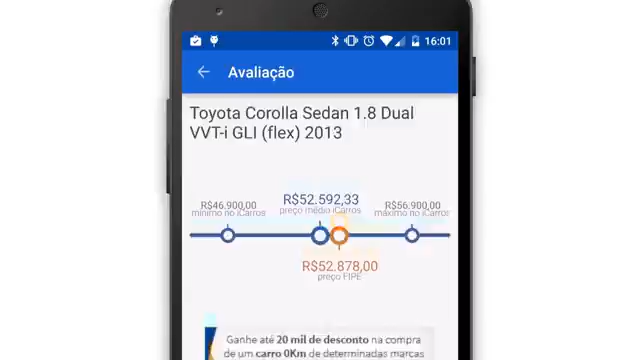 16:01
Avaliação
Toyota Corolla Sedan 1.8 Dual
VVT-i GLI (flex) 2013
R$46.900,00
mínimo no iCarros
R$52.592,33
preço médio iCarros
R$56.900,00
máximo no iCarros
R$52.878,00
preço FIPE
Ganhe até 20 mil de desconto na compra
de um carro 0Km de determinadas marcas